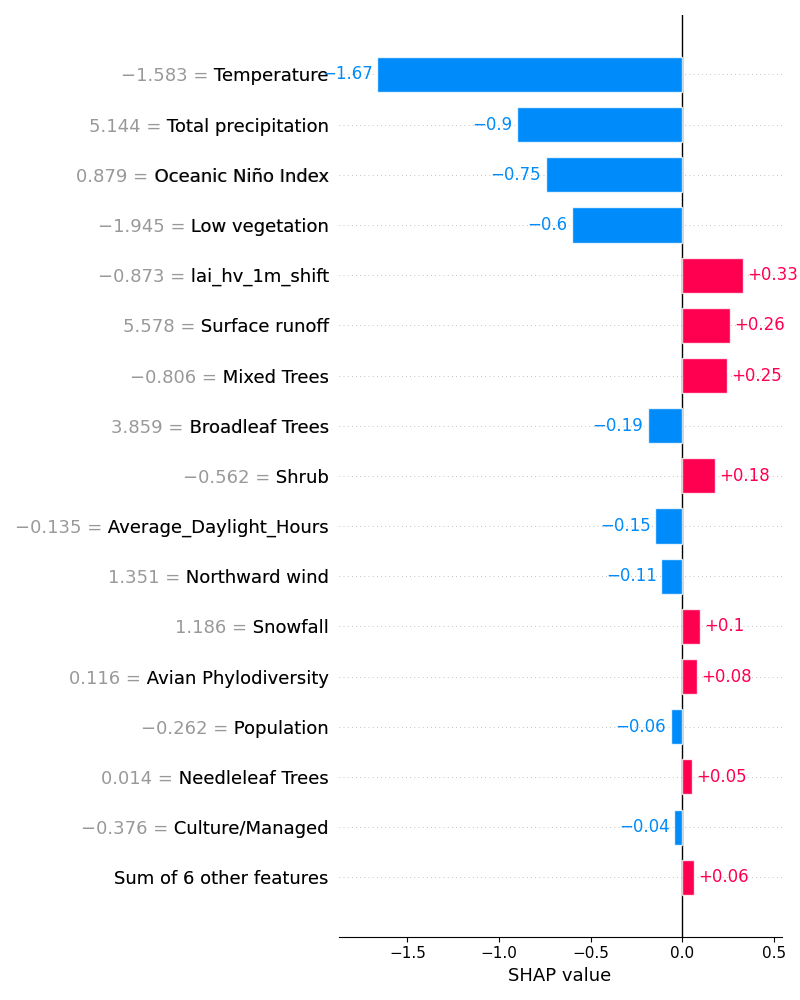 −1.583 = Temperature −1.67
5.144 = Total precipitation −0.9
0.879 = Oceanic Niño Index −0.75
−1.945 = Low vegetation −0.6
−0.873 = lai_hv_1m_shift +0.33
5.578 = Surface runoff +0.26
−0.806 = Mixed Trees +0.25
3.859 = Broadleaf Trees −0.19
−0.562 = Shrub +0.18
−0.135 = Average_Daylight_Hours −0.15
1.351 = Northward wind −0.11
1.186 = Snowfall +0.1
0.116 = Avian Phylodiversity +0.08
−0.262 = Population −0.06
0.014 = Needleleaf Trees +0.05
−0.376 = Culture/Managed −0.04
Sum of 6 other features +0.06
−1.5 −1.0 −0.5 0.0 0.5
SHAP value